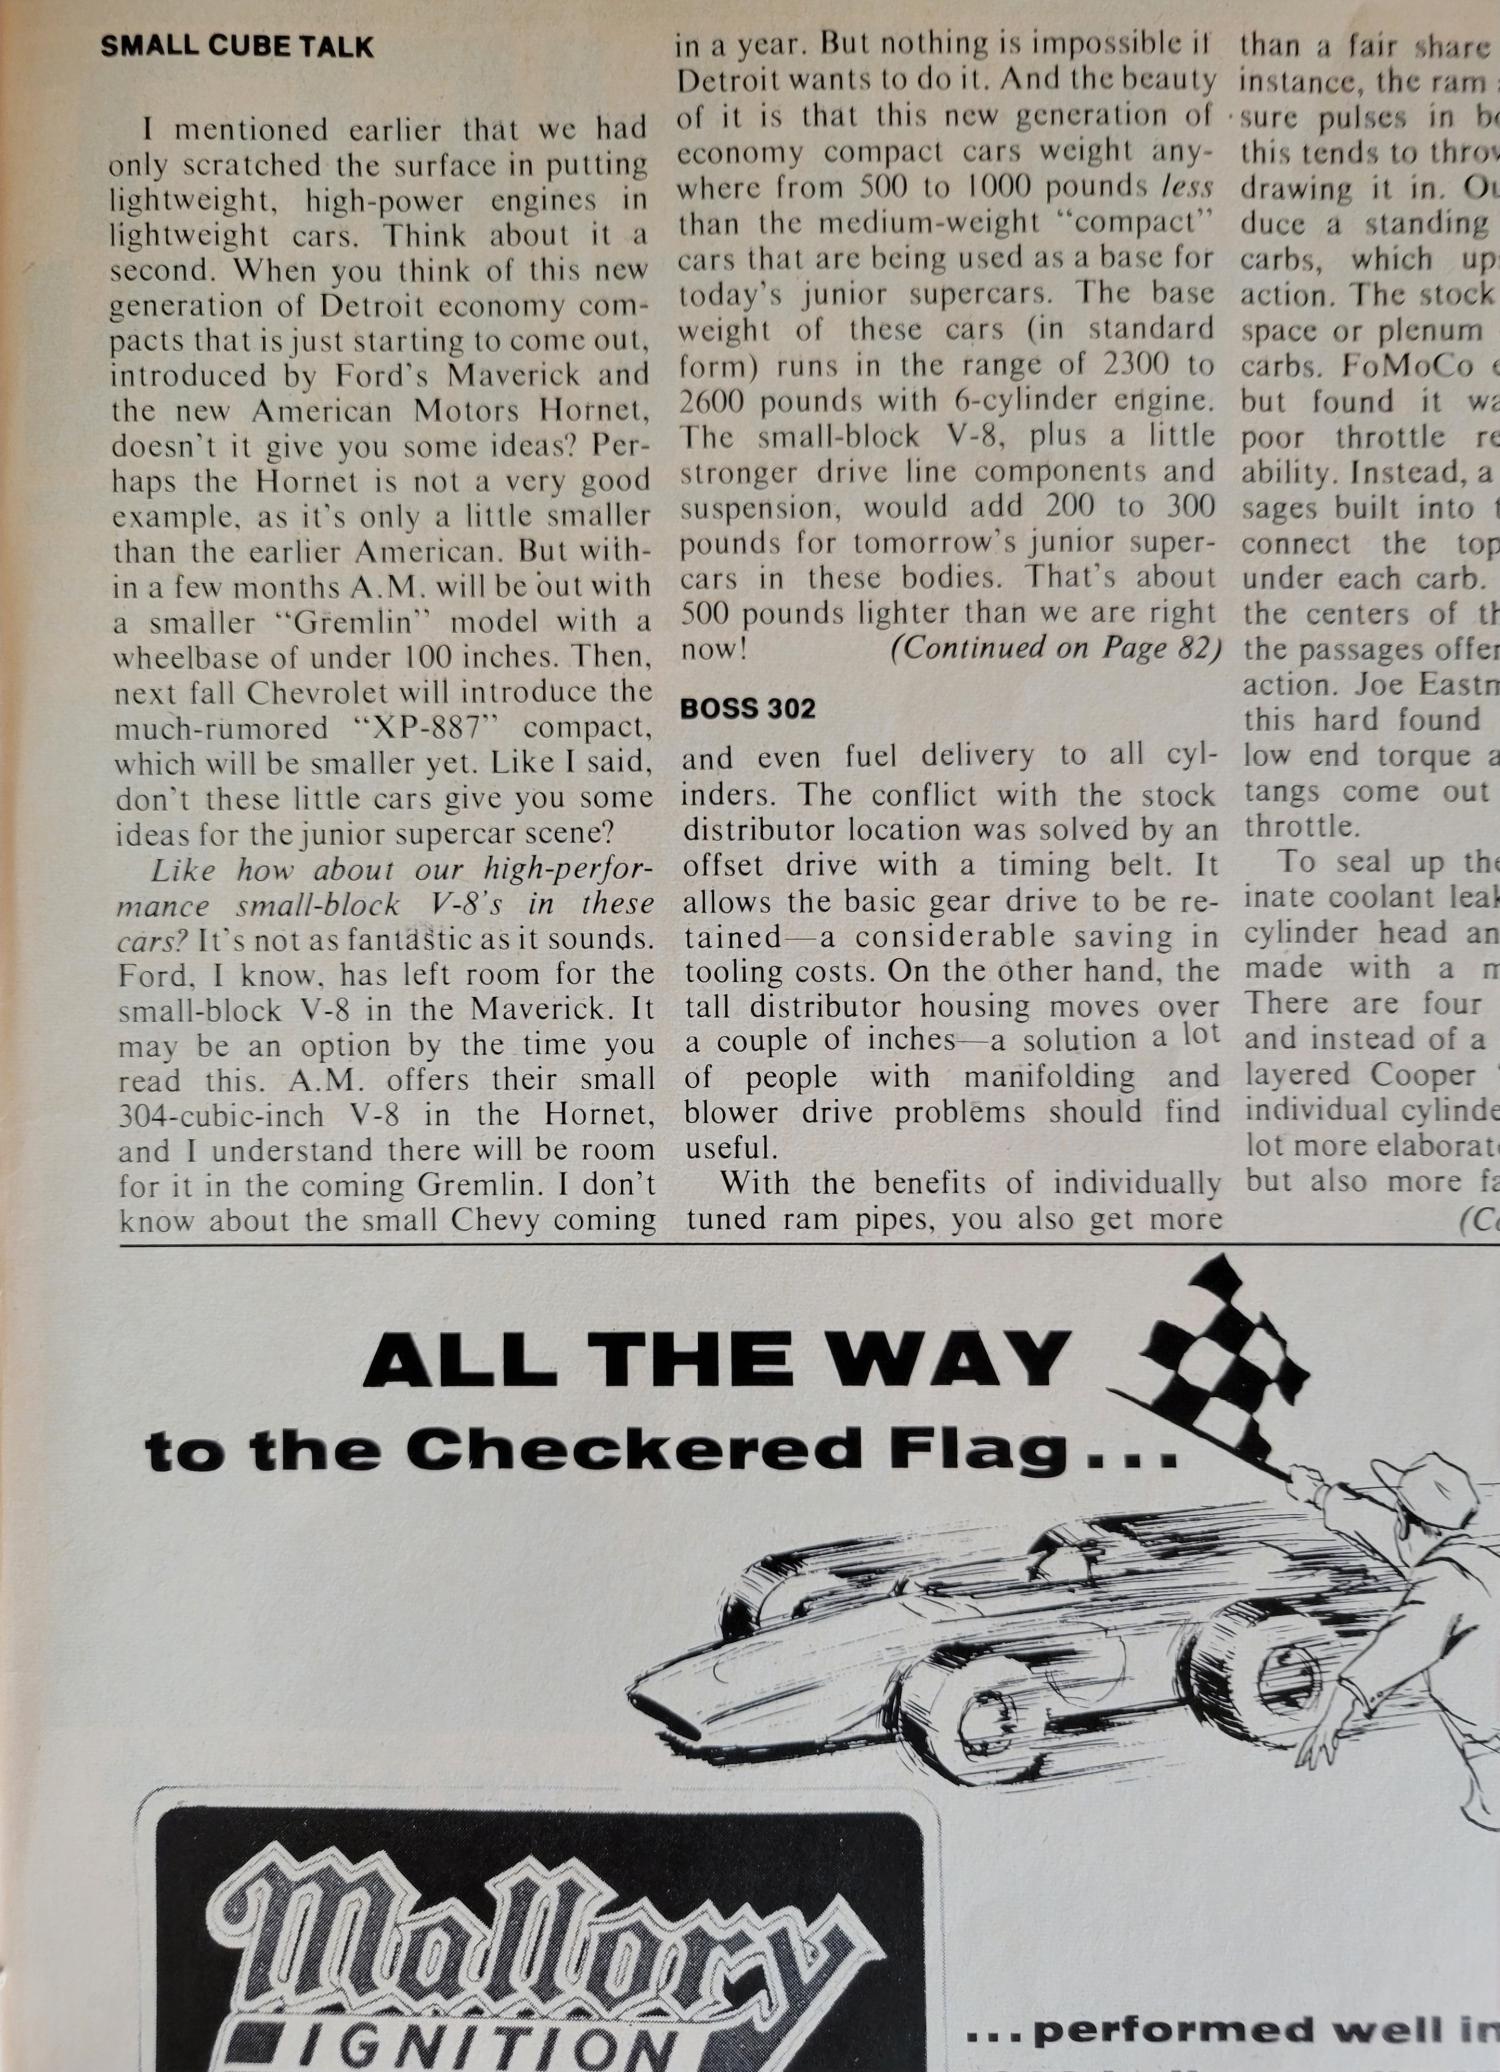 SMALL CUBE TALK
I mentioned earlier that we had
only scratched the surface in putting
lightweight, high-power engines in
lightweight cars. Think about it a
second. When you think of this new
generation of Detroit economy com-
pacts that is just starting to come out,
introduced by Ford's Maverick and
the new American Motors Hornet,
doesn't it give you some ideas? Per-
haps the Hornet is not a very good
example, as it's only a little smaller
than the earlier American. But with-
in a few months A.M. will be out with
a smaller “Gremlin” model with a
wheelbase of under 100 inches. Then,
next fall Chevrolet will introduce the
much-rumored “XP-887” compact,
which will be smaller yet. Like I said,
don't these little cars give you some
ideas for the junior supercar scene?
Like how about our high-perfor-
mance small-block V-8's in these
cars? It's not as fantastic as it sounds.
Ford, I know, has left room for the
small-block V-8 in the Maverick. It
may be an option by the time you
read this. A.M. offers their small
304-cubic-inch V-8 in the Hornet,
and I understand there will be room
for it in the coming Gremlin. I don't
know about the small Chevy coming
in a year. But nothing is impossible if
Detroit wants to do it. And the beauty
of it is that this new generation of
economy compact cars weight any-
where from 500 to 1000 pounds less
than the medium-weight “compact”
cars that are being used as a base for
today's junior supercars. The base
weight of these cars (in standard
form) runs in the range of 2300 to
2600 pounds with 6-cylinder engine.
The small-block V-8, plus a little
stronger drive line components and
suspension, would add 200 to 300
pounds for tomorrow's junior super-
cars in these bodies. That's about
500 pounds lighter than we are right
now! (Continued on Page 82)
BOSS 302
and even fuel delivery to all cyl-
inders. The conflict with the stock
distributor location was solved by an
offset drive with a timing belt. It
allows the basic gear drive to be re-
tained—a considerable saving in
tooling costs. On the other hand, the
tall distributor housing moves over
a couple of inches—a solution a lot
of people with manifolding and
blower drive problems should find
useful.
With the benefits of individually
tuned ram pipes, you also get more
than a fair share
instance, the ram
sure pulses in
this tends to
drawing it in.
duce a standing
carbs, which up
action. The stock
space or plenum
carbs. FoMoCo
but found it
poor throttle
ability. Instead, a
sages built into
connect the top
under each carb.
the centers of
the passages
action. Joe
this hard found
low end torque
tangs come out
throttle.
To seal up the
inate coolant
cylinder head
made with a
There are four
and instead of a
layered Cooper
individual
lot more
but also more
ALL THE WAY
to the Checkered Flag...
Mallory
IGNITION
...performed well in